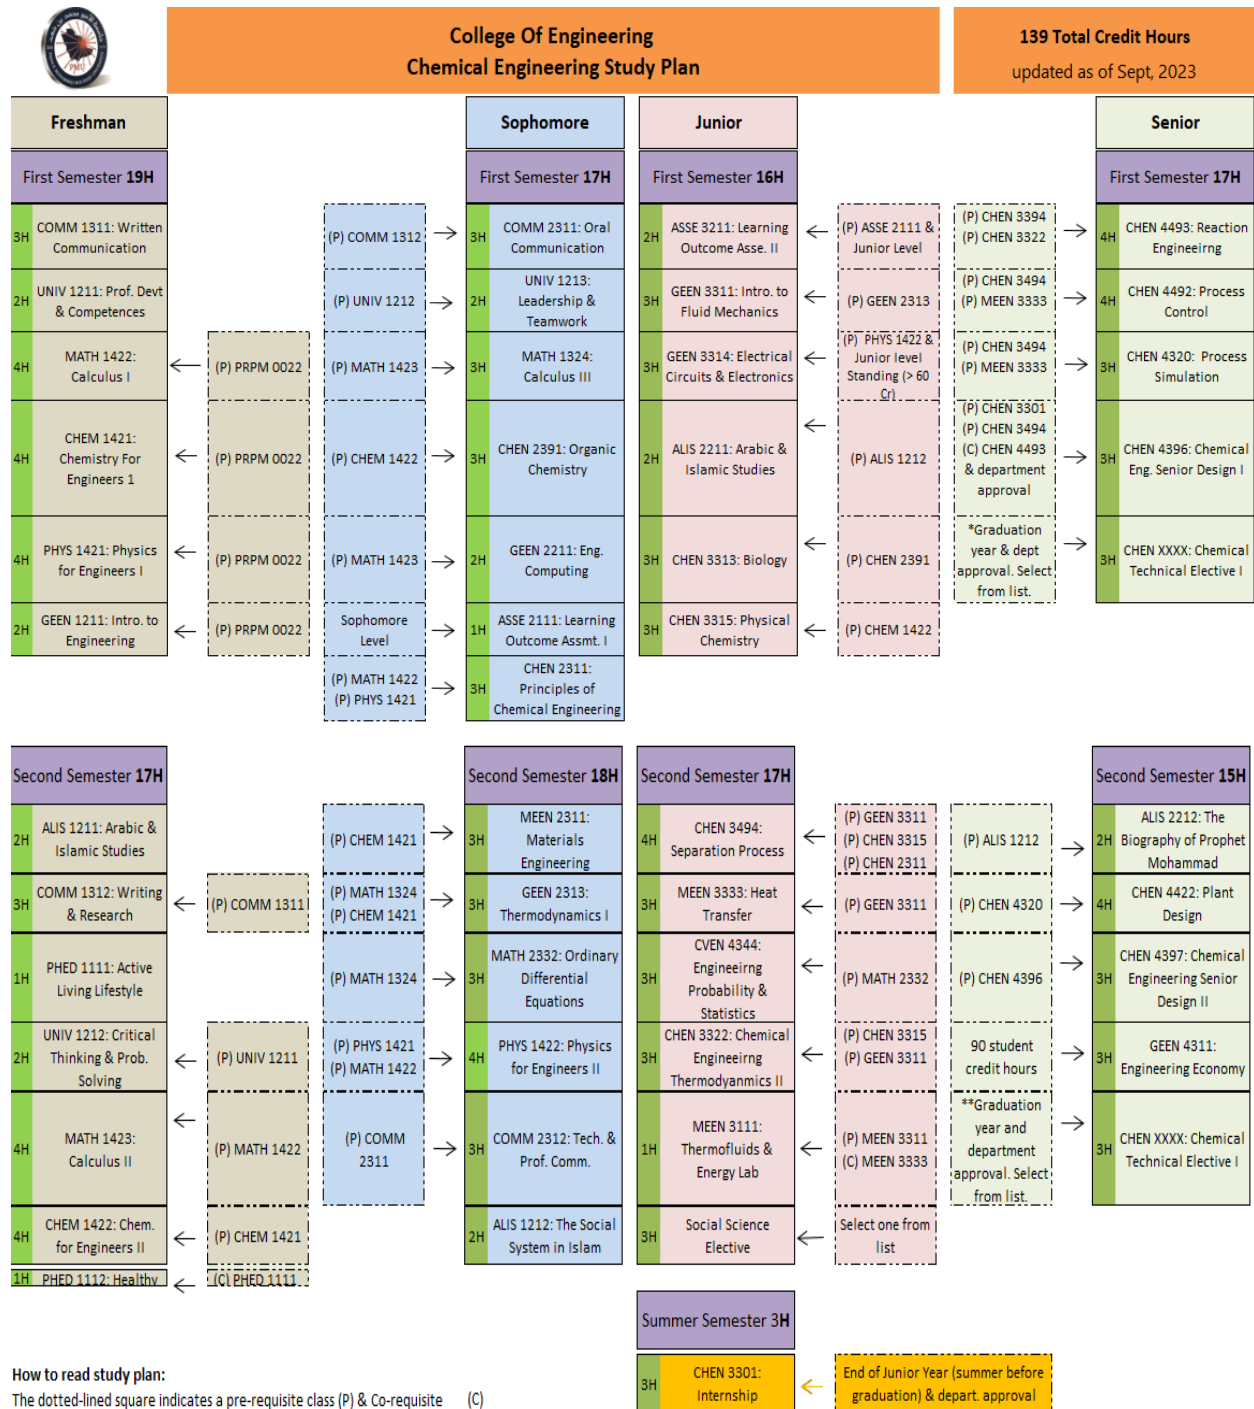 College Of Engineering
Chemical Engineering Study Plan
139 Total Credit Hours
updated as of Sept, 2023
PMU
Freshman
First Semester 19H
3H
COMM 1311: Written
Communication
2H
UNIV 1211: Prof. Devt
& Competences
4H
MATH 1422:
Calculus I
(P) PRPM 0022
4H
CHEM 1421:
Chemistry For
Engineers 1
(P) PRPM 0022
4H
PHYS 1421: Physics
for Engineers I
(P) PRPM 0022
2H
GEEN 1211: Intro. to
Engineering
(P) PRPM 0022
Sophomore
First Semester 17H
(P) COMM 1312
3H
COMM 2311: Oral
Communication
(P) UNIV 1212
2H
UNIV 1213:
Leadership &
Teamwork
(P) MATH 1423
3H
MATH 1324:
Calculus III
(P) CHEM 1422
3H
CHEN 2391: Organic
Chemistry
(P) MATH 1423
2H
GEEN 2211: Eng.
Computing
Sophomore
Level
1H
ASSE 2111: Learning
Outcome Assmt. I
(P) MATH 1422
(P) PHYS 1421
3H
CHEN 2311:
Principles of
Chemical Engineering
Junior
First Semester 16H
2H
ASSE 3211: Learning
Outcome Asse. II
(P) ASSE 2111 &
Junior Level
3H
GEEN 3311: Intro. to
Fluid Mechanics
(P) GEEN 2313
3H
GEEN 3314: Electrical
Circuits & Electronics
(P) PHYS 1422 &
Junior level
Standing (> 60
Cr)
2H
ALIS 2211: Arabic &
Islamic Studies
(P) ALIS 1212
3H
CHEN 3313: Biology
(P) CHEN 2391
3H
CHEN 3315: Physical
Chemistry
(P) CHEM 1422
Senior
First Semester 17H
(P) CHEN 3394
(P) CHEN 3322
4H
CHEN 4493: Reaction
Engineeirng
(P) CHEN 3494
(P) MEEN 3333
4H
CHEN 4492: Process
Control
(P) CHEN 3494
(P) MEEN 3333
3H
CHEN 4320: Process
Simulation
(P) CHEN 3301
(P) CHEN 3494
(C) CHEN 4493
& department
approval
3H
CHEN 4396: Chemical
Eng. Senior Design I
*Graduation
year & dept
approval. Select
from list.
3H
CHEN XXXX: Chemical
Technical Elective I
Second Semester 17H
2H
ALIS 1211: Arabic &
Islamic Studies
3H
COMM 1312: Writing
& Research
(P) COMM 1311
1H
PHED 1111: Active
Living Lifestyle
2H
UNIV 1212: Critical
Thinking & Prob.
Solving
(P) UNIV 1211
4H
MATH 1423:
Calculus II
(P) MATH 1422
4H
CHEM 1422: Chem.
for Engineers II
(P) CHEM 1421
1H
PHED 1112: Healthy
(C) PHED 1111
Second Semester 18H
(P) CHEM 1421
3H
MEEN 2311:
Materials
Engineering
(P) MATH 1324
(P) CHEM 1421
3H
GEEN 2313:
Thermodynamics I
(P) MATH 1324
3H
MATH 2332: Ordinary
Differential
Equations
(P) PHYS 1421
(P) MATH 1422
4H
PHYS 1422: Physics
for Engineers II
(P) COMM
2311
3H
COMM 2312: Tech. &
Prof. Comm.
2H
ALIS 1212: The Social
System in Islam
Second Semester 17H
4H
CHEN 3494:
Separation Process
(P) GEEN 3311
(P) CHEN 3315
(P) CHEN 2311
3H
MEEN 3333: Heat
Transfer
(P) GEEN 3311
3H
CVEN 4344:
Engineeirng
Probability &
Statistics
(P) MATH 2332
3H
CHEN 3322: Chemical
Engineeirng
Thermodyanmics II
(P) CHEN 3315
(P) GEEN 3311
1H
MEEN 3111:
Thermofluids &
Energy Lab
(P) MEEN 3311
(C) MEEN 3333
3H
Social Science
Elective
Select one from
list
Second Semester 15H
(P) ALIS 1212
2H
ALIS 2212: The
Biography of Prophet
Mohammad
(P) CHEN 4320
4H
CHEN 4422: Plant
Design
(P) CHEN 4396
3H
CHEN 4397: Chemical
Engineering Senior
Design II
90 student
credit hours
3H
GEEN 4311:
Engineering Economy
**Graduation
year and
department
approval. Select
from list.
3H
CHEN XXXX: Chemical
Technical Elective I
Summer Semester 3H
3H
CHEN 3301:
Internship
End of Junior Year (summer before
graduation) & depart. approval
How to read study plan:
The dotted-lined square indicates a pre-requisite class (P) & Co-requisite (C)